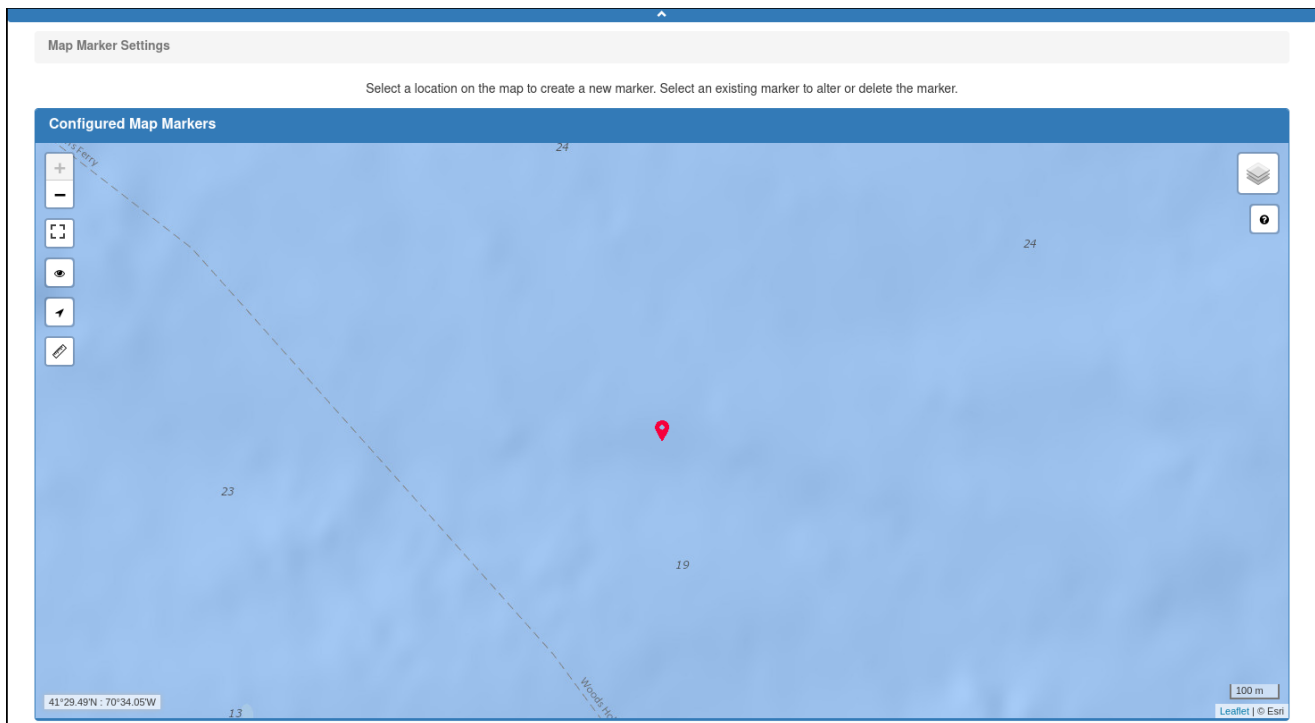 Map Marker Settings
Select a location on the map to create a new marker. Select an existing marker to alter or delete the marker.
Configured Map Markers
Ferry
24
+
−
24
23
19
Woods
13
41°29.49'N : 70°34.05'W
100 m
Leaflet | © Esri